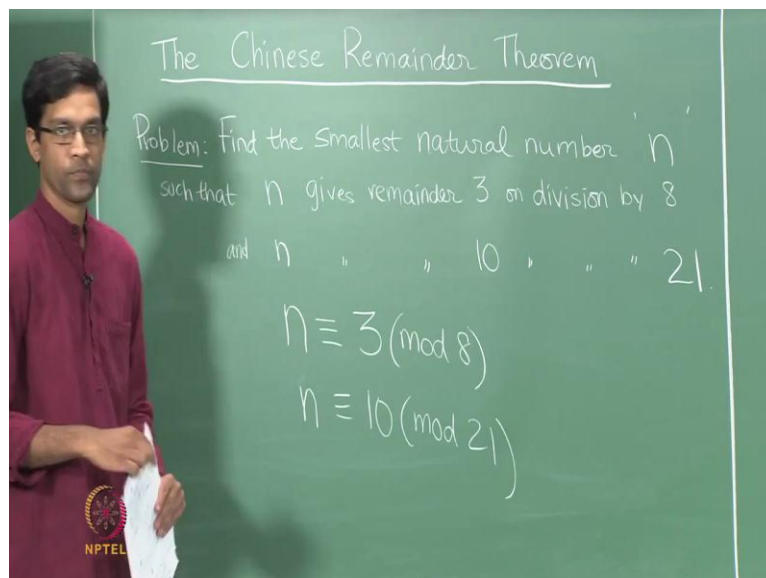 The Chinese Remainder Theorem
Problem: Find the smallest natural number 'n'
such that n gives remainder 3 on division by 8
and n " " 10 " " " 21.
n ≡ 3 (mod 8)
n ≡ 10 (mod 21)
NPTEL